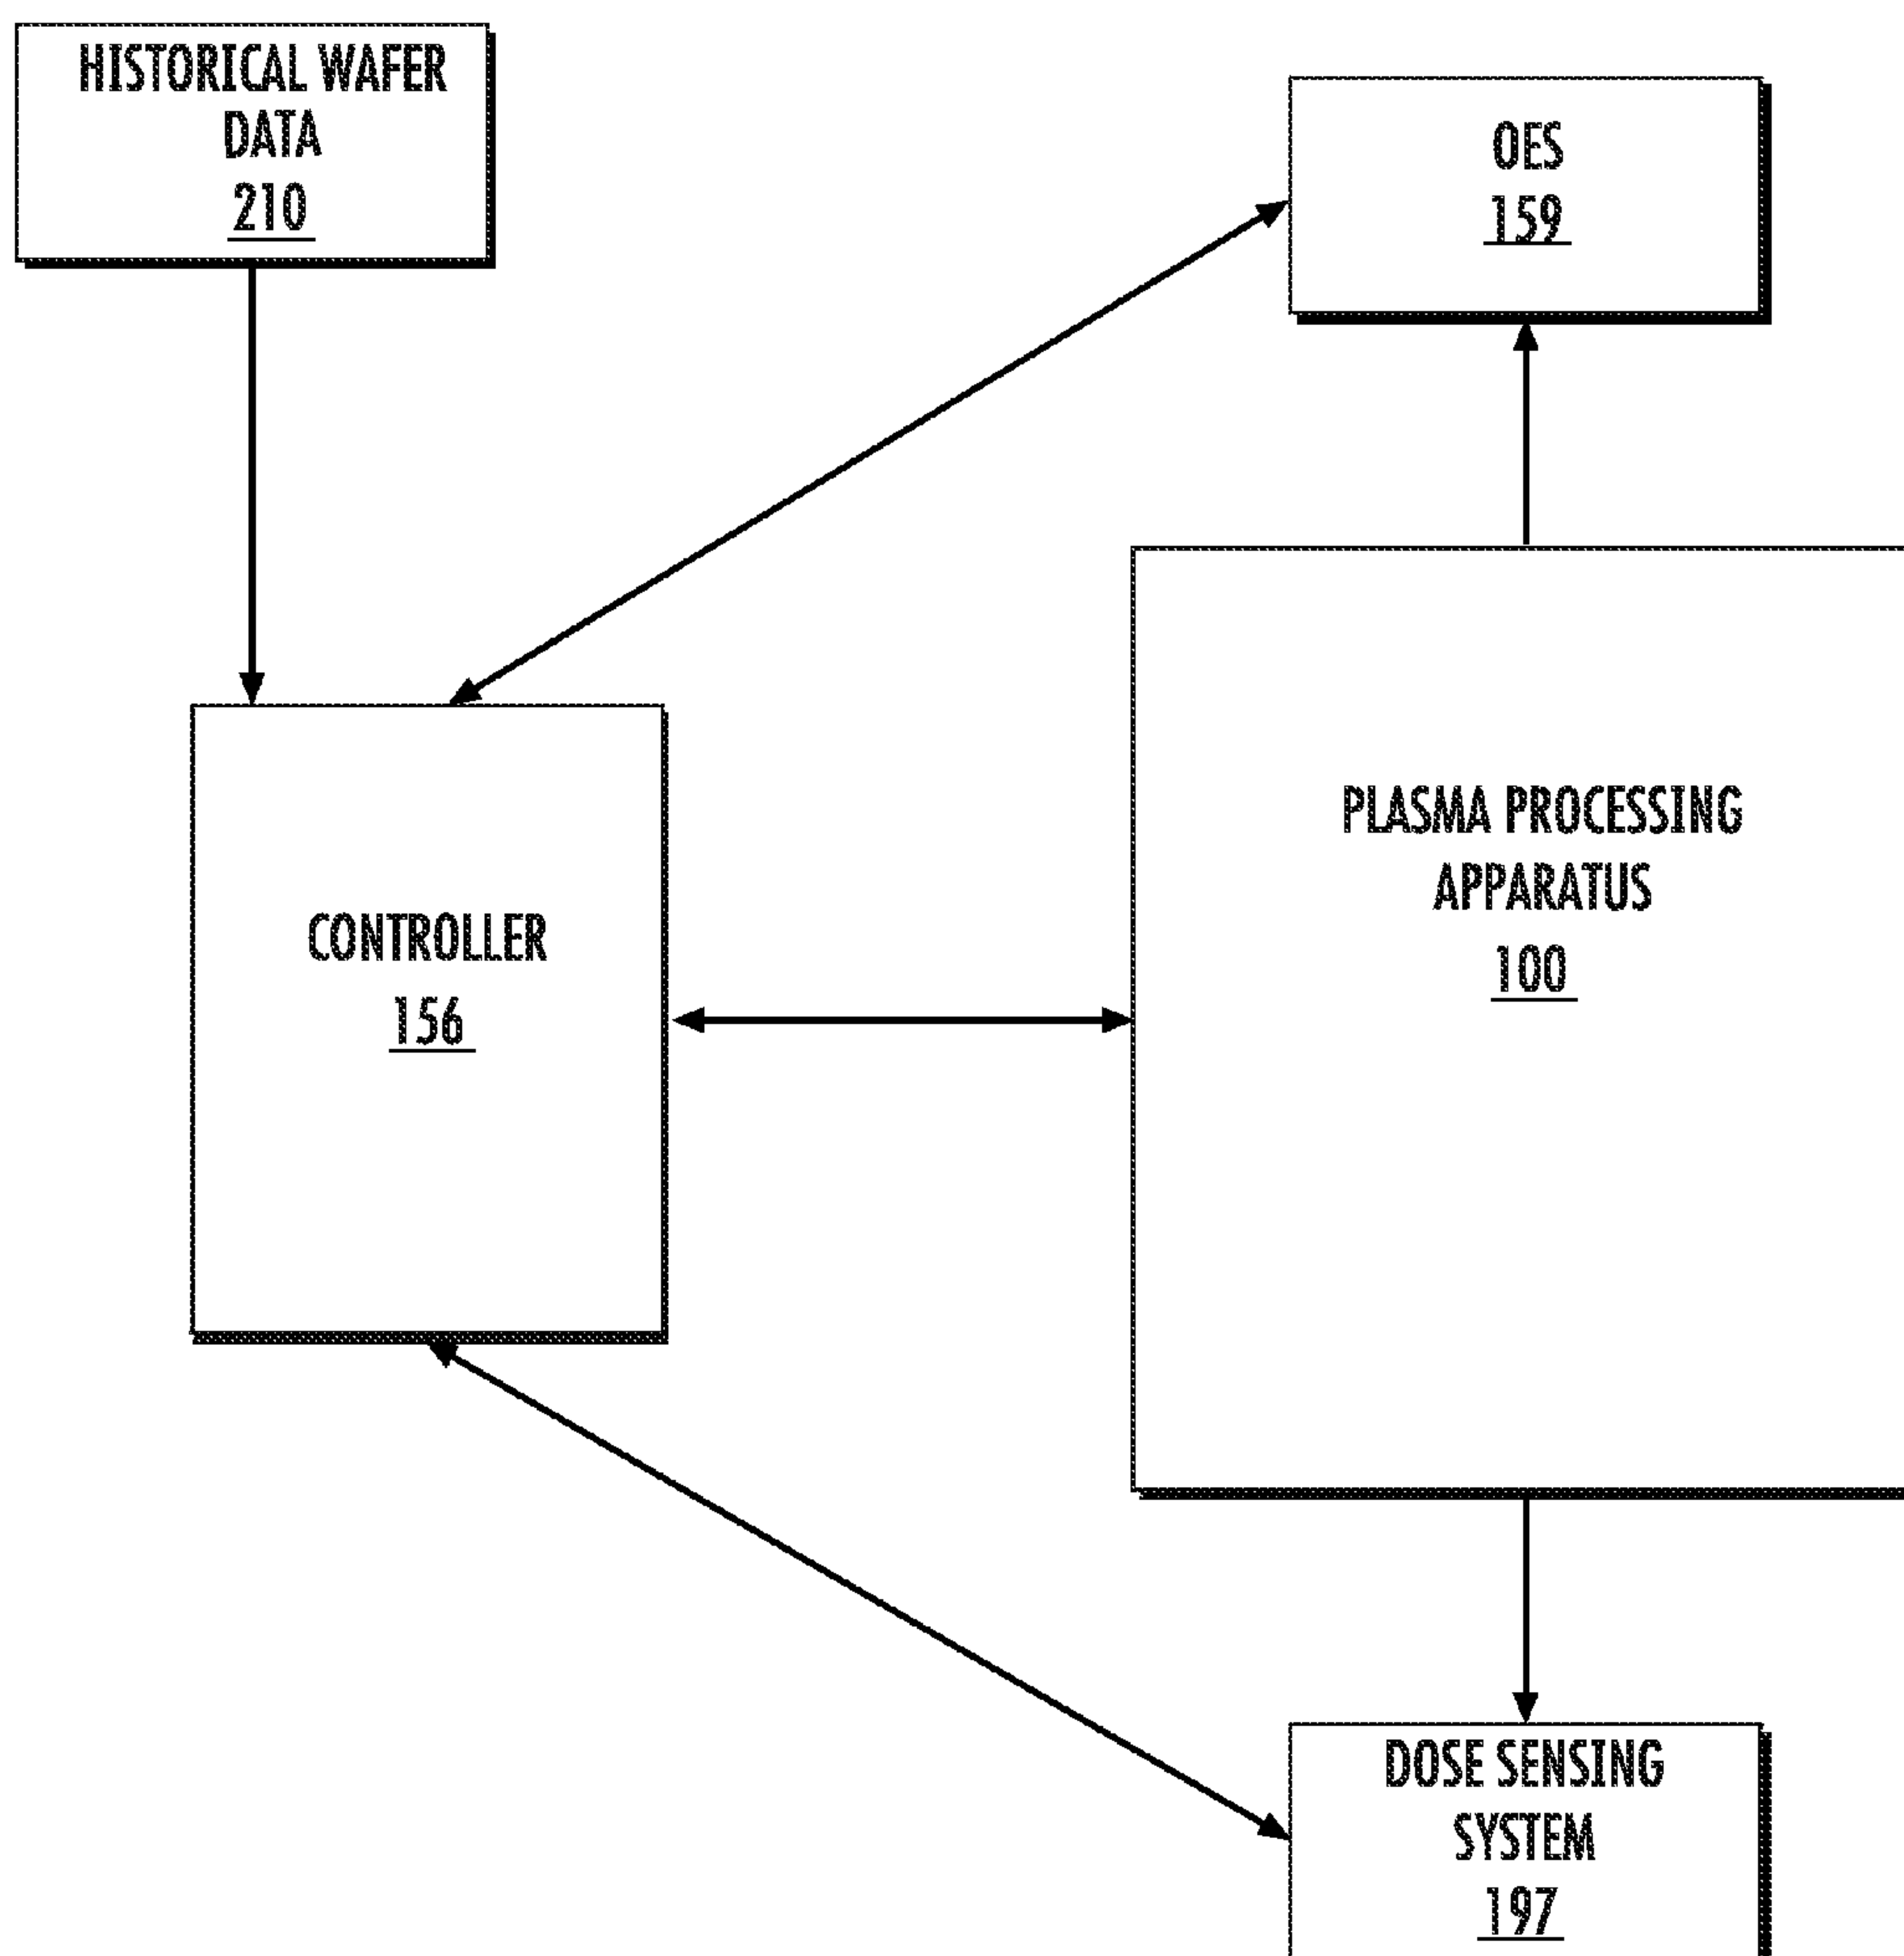 HISTORICAL WAFER
DATA
210
OES
159
PLASMA PROCESSING
APPARATUS
100
CONTROLLER
156
DOSE SENSING
SYSTEM
197